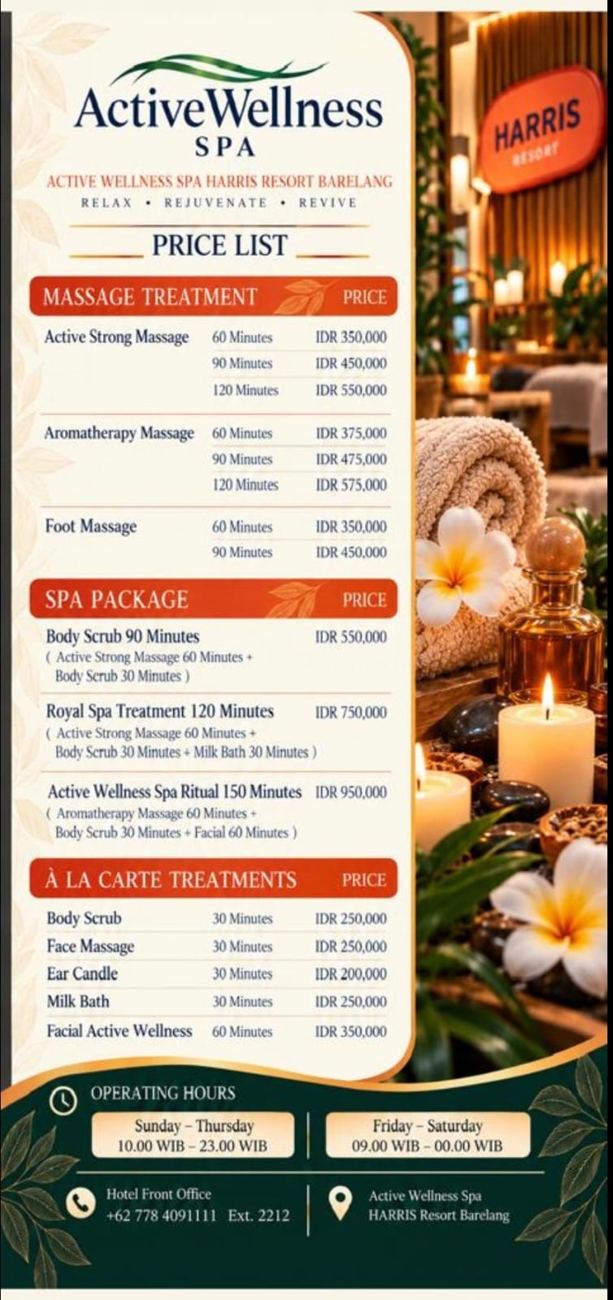 ActiveWellness
SPA
ACTIVE WELLNESS SPA HARRIS RESORT BARELANG
RELAX • REJUVENATE • REVIVE
PRICE LIST
MASSAGE TREATMENT PRICE
Active Strong Massage 60 Minutes IDR 350,000
90 Minutes IDR 450,000
120 Minutes IDR 550,000
Aromatherapy Massage 60 Minutes IDR 375,000
90 Minutes IDR 475,000
120 Minutes IDR 575,000
Foot Massage 60 Minutes IDR 350,000
90 Minutes IDR 450,000
SPA PACKAGE PRICE
Body Scrub 90 Minutes IDR 550,000
( Active Strong Massage 60 Minutes +
Body Scrub 30 Minutes )
Royal Spa Treatment 120 Minutes IDR 750,000
( Active Strong Massage 60 Minutes +
Body Scrub 30 Minutes + Milk Bath 30 Minutes )
Active Wellness Spa Ritual 150 Minutes IDR 950,000
( Aromatherapy Massage 60 Minutes +
Body Scrub 30 Minutes + Facial 60 Minutes )
À LA CARTE TREATMENTS PRICE
Body Scrub 30 Minutes IDR 250,000
Face Massage 30 Minutes IDR 250,000
Ear Candle 30 Minutes IDR 200,000
Milk Bath 30 Minutes IDR 250,000
Facial Active Wellness 60 Minutes IDR 350,000
HARRIS
RESORT
OPERATING HOURS
Sunday – Thursday
10.00 WIB – 23.00 WIB
Friday – Saturday
09.00 WIB – 00.00 WIB
Hotel Front Office
+62 778 4091111 Ext. 2212
Active Wellness Spa
HARRIS Resort Barelang